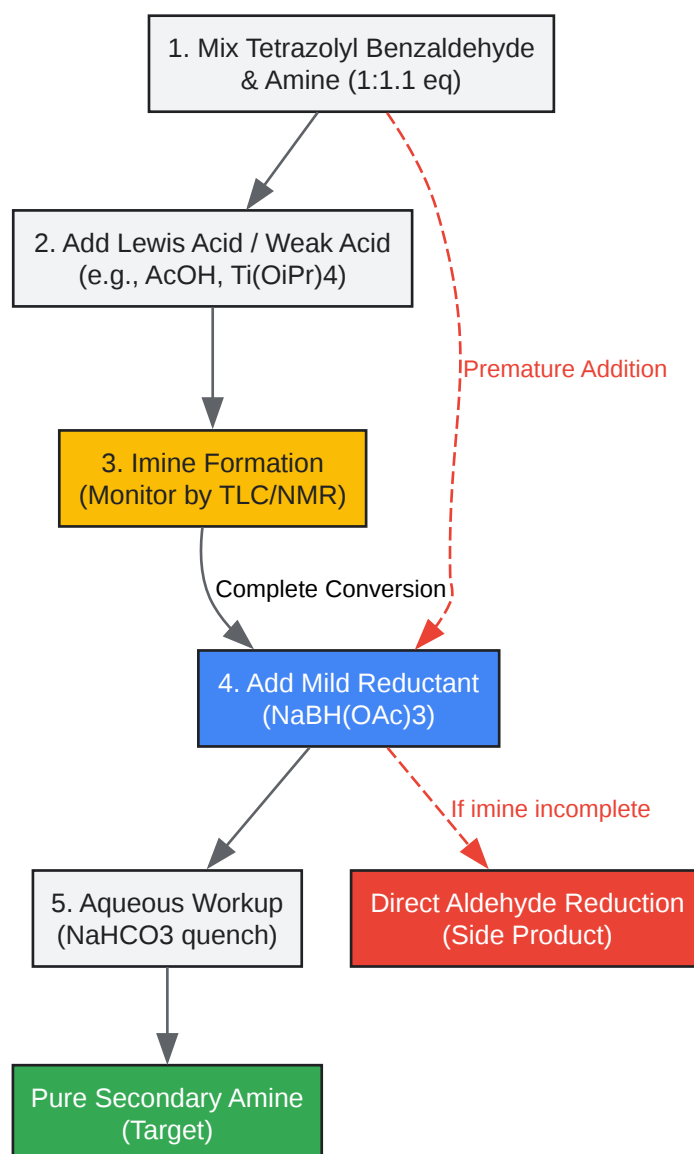 1. Mix Tetrazolyl Benzaldehyde
& Amine (1:1.1 eq)
2. Add Lewis Acid / Weak Acid
(e.g., AcOH, Ti(OiPr)4)
Premature Addition
3. Imine Formation
(Monitor by TLC/NMR)
Complete Conversion
4. Add Mild Reductant
(NaBH(OAc)3)
If imine incomplete
5. Aqueous Workup
(NaHCO3 quench)
Direct Aldehyde Reduction
(Side Product)
Pure Secondary Amine
(Target)